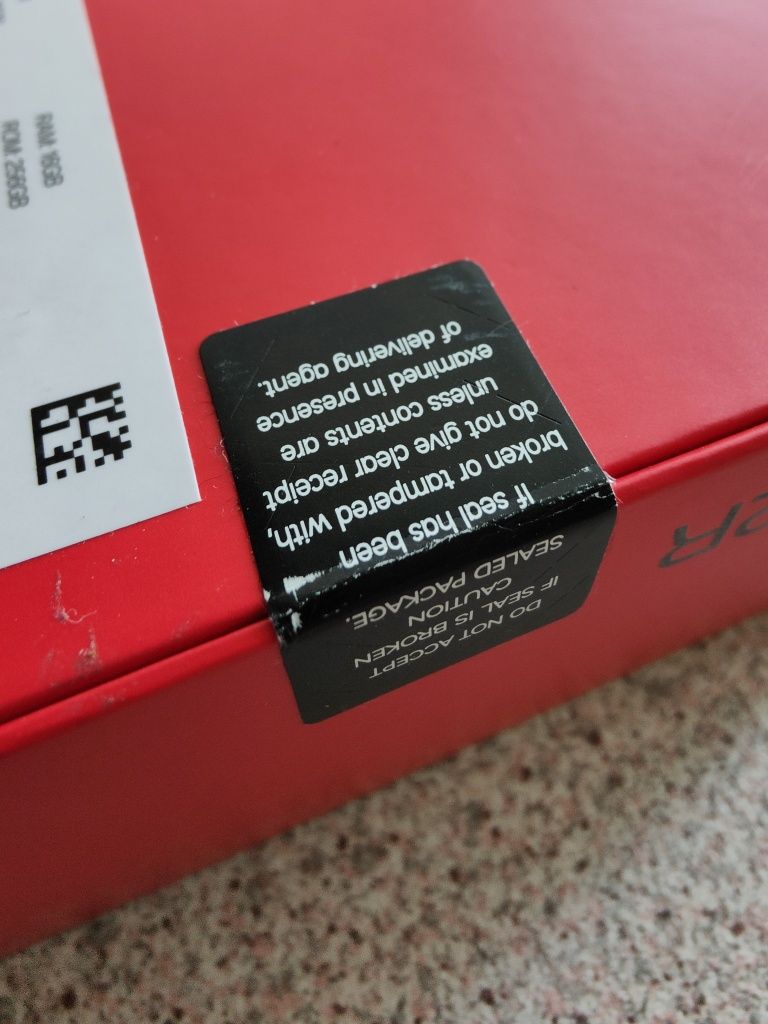 RAM 16GB
ROM 256GB
If seal has been
broken or tampered with,
do not give clear receipt
unless contents are
examined in presence
of delivering agent.
SEALED PACKAGE.
CAUTION
IF SEAL IS BROKEN
DO NOT ACCEPT
2R